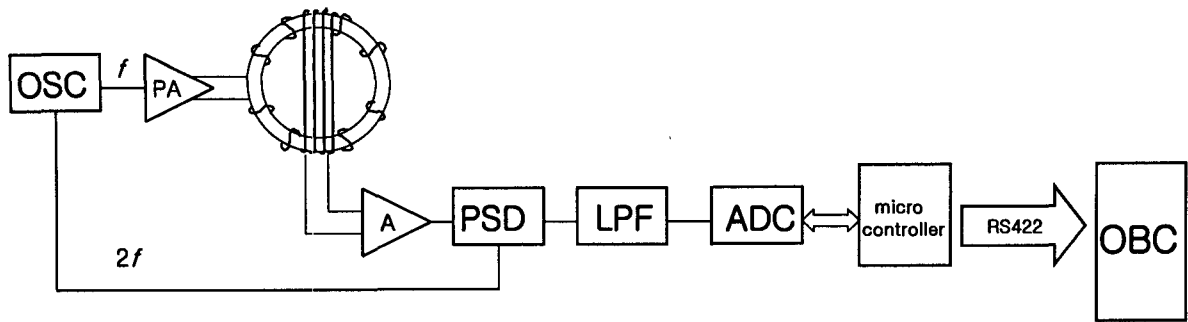 OSC
f
PA
A
PSD
LPF
ADC
micro
controller
RS422
OBC
2f